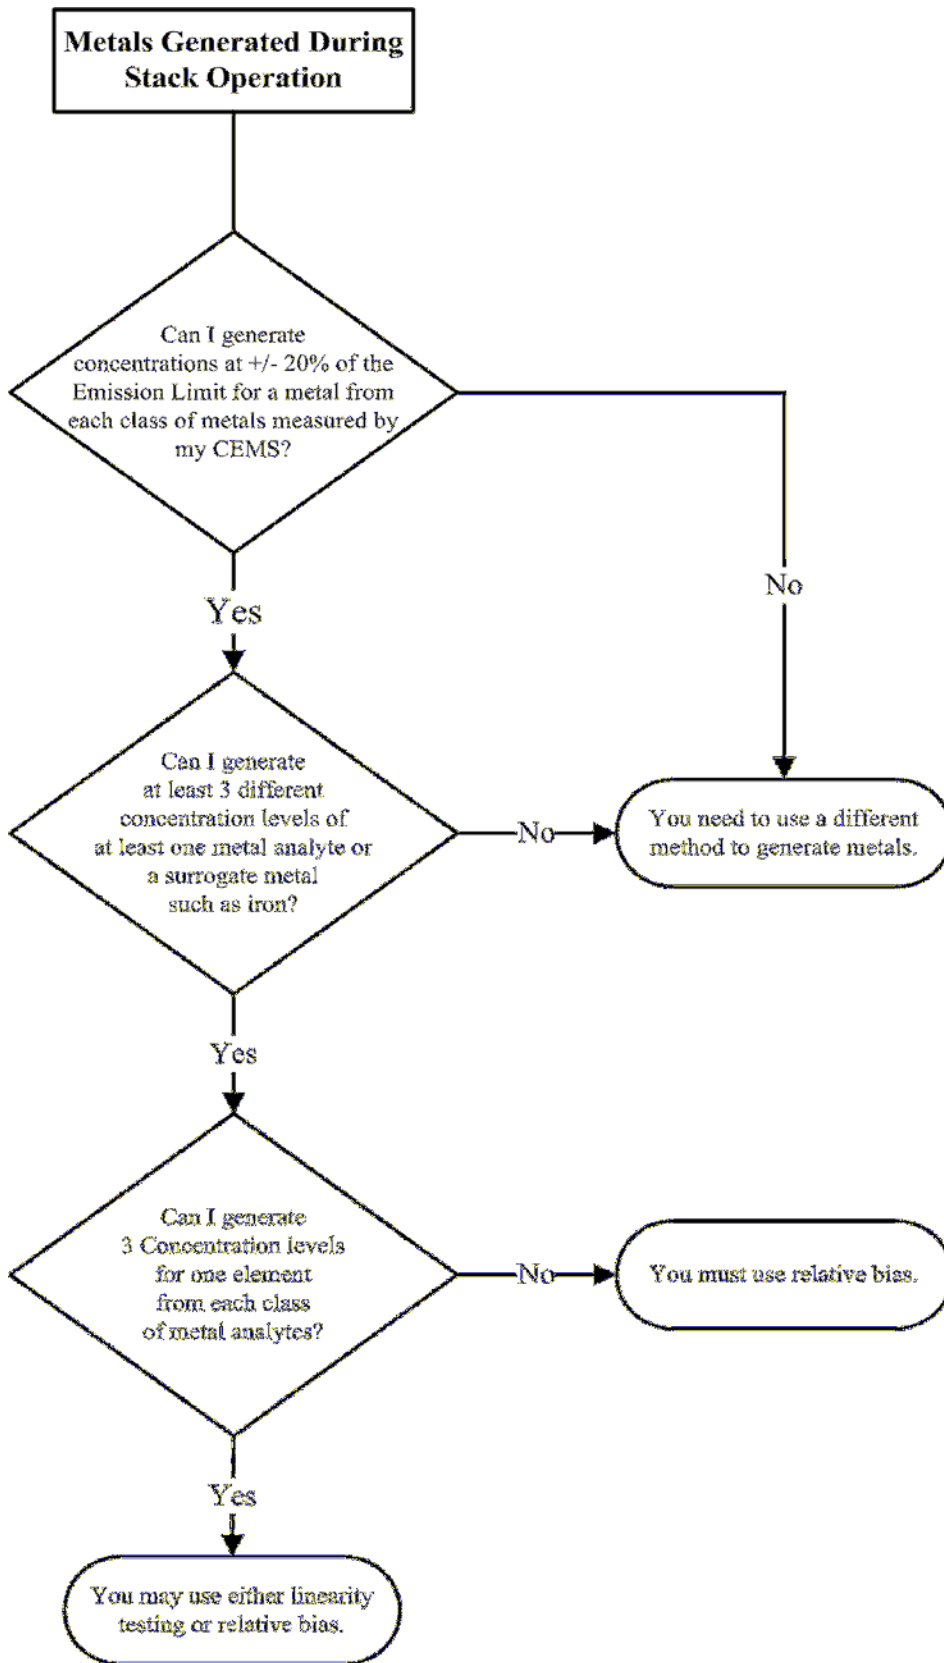 Metals Generated During
Stack Operation
Can I generate
concentrations at +/- 20% of the
Emission Limit for a metal from
each class of metals measured by
my CEMS?
No
Yes
Can I generate
at least 3 different
concentration levels of
at least one metal analyte or
a surrogate metal
such as iron?
No
You need to use a different
method to generate metals.
Yes
Can I generate
3 Concentration levels
for one element
from each class
of metal analytes?
No
You must use relative bias.
Yes
You may use either linearity
testing or relative bias.